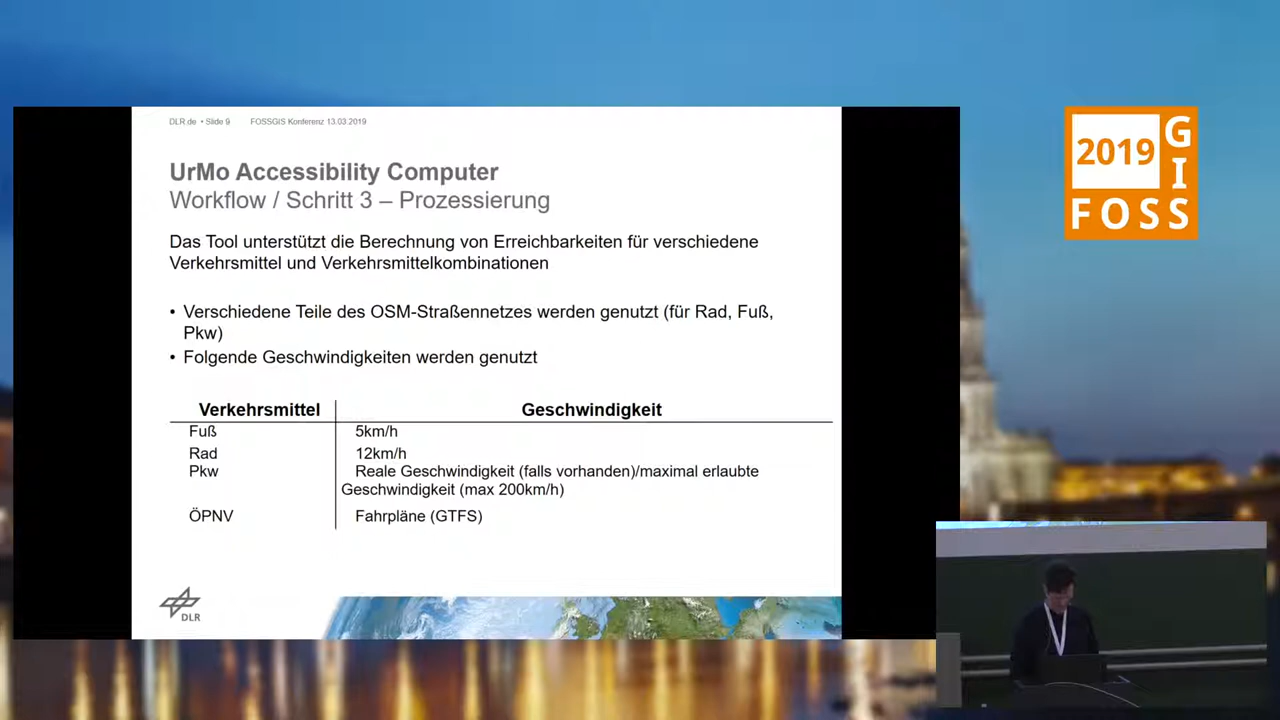 DLR.de • Slide 9 FOSSGIS Konferenz 13.03.2019
UrMo Accessibility Computer
Workflow / Schritt 3 – Prozessierung
Das Tool unterstützt die Berechnung von Erreichbarkeiten für verschiedene
Verkehrsmittel und Verkehrsmittelkombinationen
• Verschiedene Teile des OSM-Straßennetzes werden genutzt (für Rad, Fuß,
Pkw)
• Folgende Geschwindigkeiten werden genutzt
Verkehrsmittel Geschwindigkeit
Fuß 5km/h
Rad 12km/h
Pkw Reale Geschwindigkeit (falls vorhanden)/maximal erlaubte
Geschwindigkeit (max 200km/h)
ÖPNV Fahrpläne (GTFS)
DLR
2019
GIS
FOSS